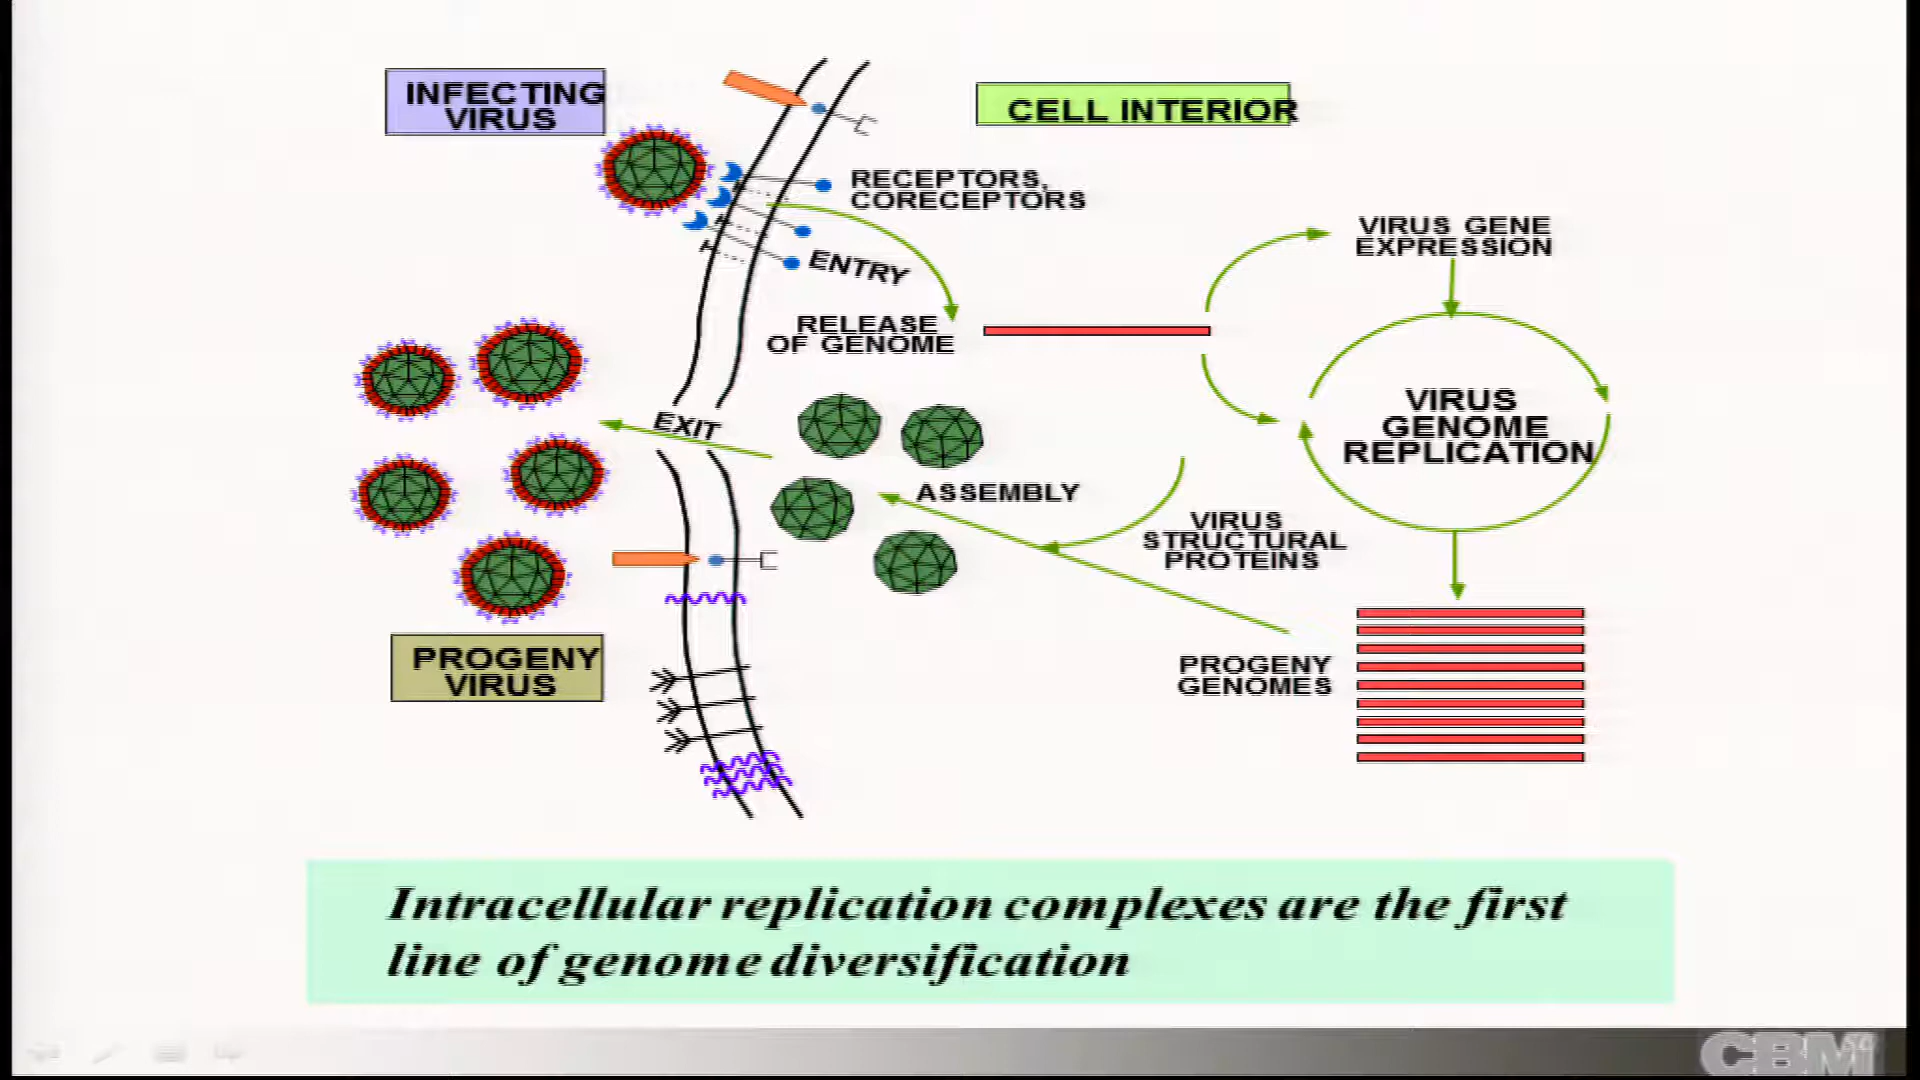 INFECTING
VIRUS
CELL INTERIOR
RECEPTORS,
CORECEPTORS
ENTRY
VIRUS GENE
EXPRESSION
RELEASE
OF GENOME
VIRUS
GENOME
REPLICATION
EXIT
ASSEMBLY
VIRUS
STRUCTURAL
PROTEINS
PROGENY
VIRUS
PROGENY
GENOMES
Intracellular replication complexes are the first
line of genome diversification